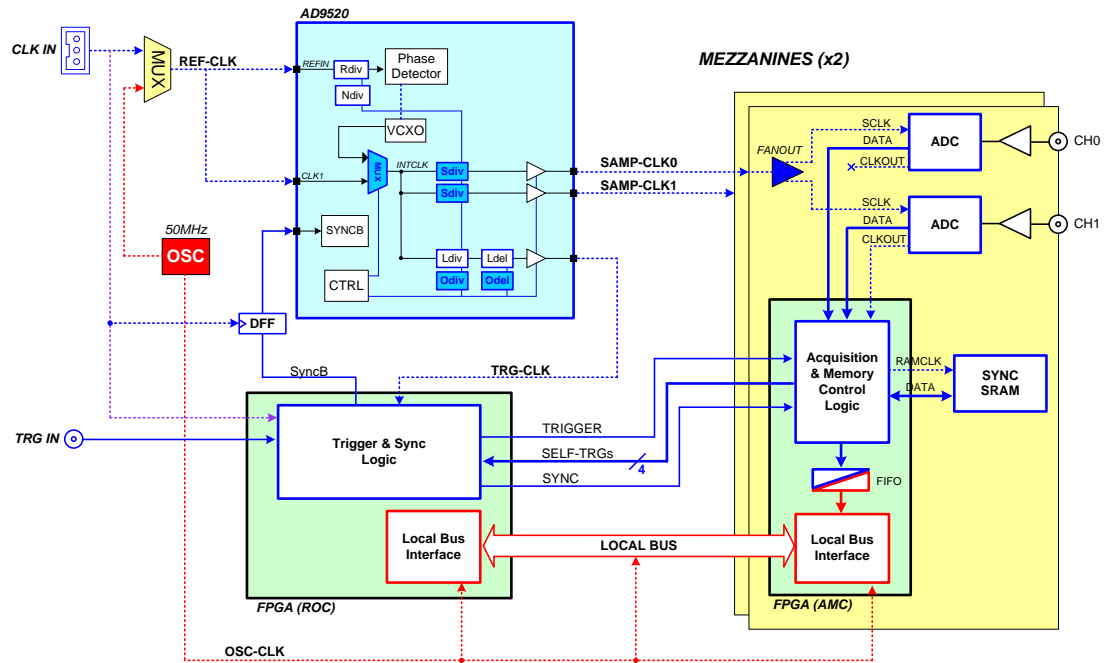 AD9520
CLK IN
MUX
REF-CLK
REFIN
Rdiv
Phase
Detector
Ndiv
VCXO
MUX
INTCLK
CLK1
Sdiv
Sdiv
SYNCB
Ldiv
Ldel
CTRL
Odiv
Odel
SAMP-CLK0
SAMP-CLK1
50MHz
OSC
DFF
SyncB
TRG-CLK
MEZZANINES (x2)
FANOUT
SCLK
DATA
CLKOUT
ADC
CH0
SCLK
DATA
CLKOUT
ADC
CH1
Acquisition
& Memory
Control
Logic
RAMCLK
DATA
SYNC
SRAM
TRG IN
Trigger & Sync
Logic
TRIGGER
SELF-TRGs
4
SYNC
FIFO
Local Bus
Interface
LOCAL BUS
Local Bus
Interface
FPGA (ROC)
FPGA (AMC)
OSC-CLK